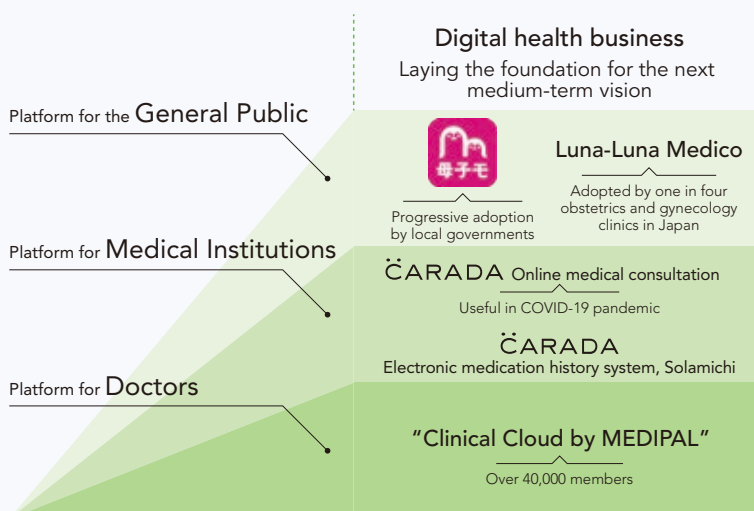 Digital health business
Laying the foundation for the next
medium-term vision
Platform for the General Public
母子モ
Progressive adoption
by local governments
Luna-Luna Medico
Adopted by one in four
obstetrics and gynecology
clinics in Japan
Platform for Medical Institutions
CARADA Online medical consultation
Useful in COVID-19 pandemic
CARADA
Electronic medication history system, Solamichi
Platform for Doctors
“Clinical Cloud by MEDIPAL”
Over 40,000 members